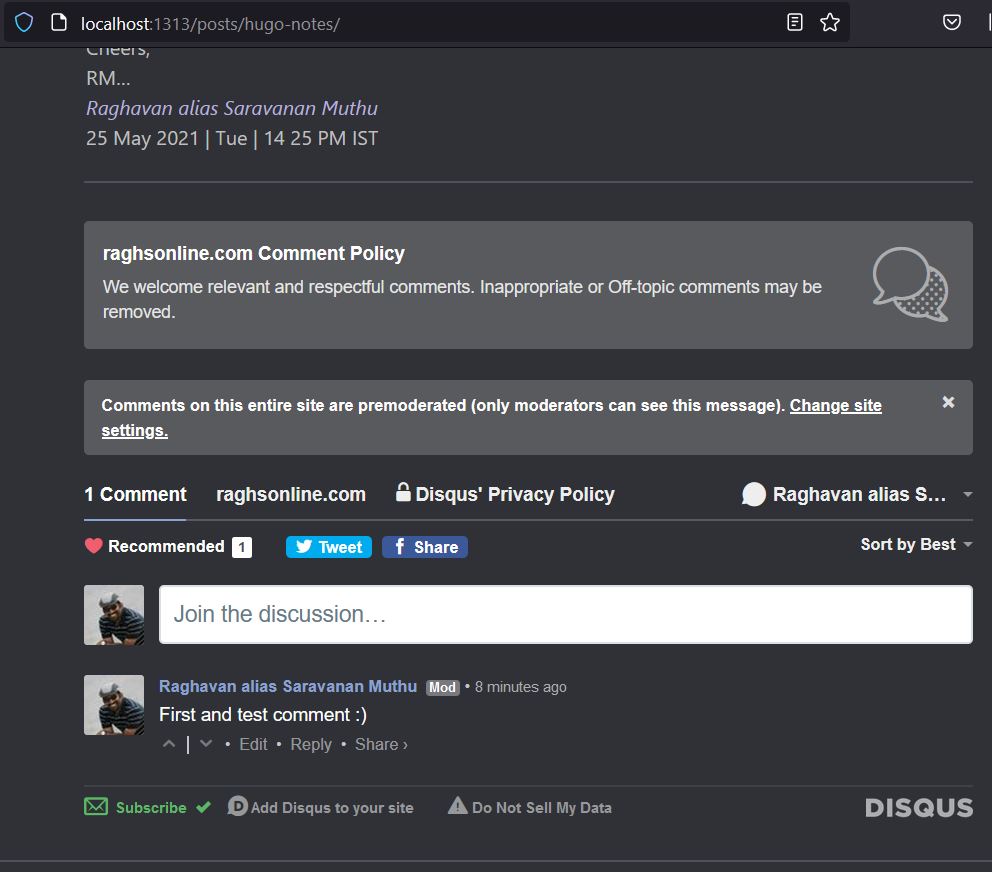 localhost:1313/posts/hugo-notes/
Cheers,
RM...
Raghavan alias Saravanan Muthu
25 May 2021 | Tue | 14 25 PM IST
raghsonline.com Comment Policy
We welcome relevant and respectful comments. Inappropriate or Off-topic comments may be
removed.
Comments on this entire site are premoderated (only moderators can see this message). Change site
settings.
1 Comment raghsonline.com Disqus' Privacy Policy Raghavan alias S...
Recommended 1 Tweet f Share Sort by Best
Join the discussion...
Raghavan alias Saravanan Muthu Mod • 8 minutes ago
First and test comment :)
• Edit • Reply • Share ›
Subscribe D Add Disqus to your site Do Not Sell My Data DISQUS